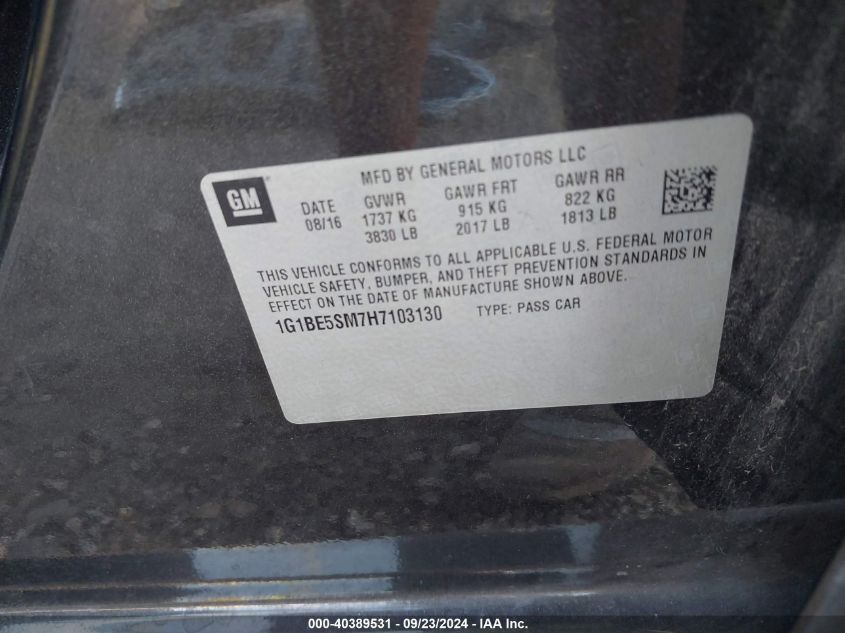 MFD BY GENERAL MOTORS LLC
GM
DATE GVWR GAWR FRT GAWR RR
08/16 1737 KG 915 KG 822 KG
3830 LB 2017 LB 1813 LB
THIS VEHICLE CONFORMS TO ALL APPLICABLE U.S. FEDERAL MOTOR
VEHICLE SAFETY, BUMPER, AND THEFT PREVENTION STANDARDS IN
EFFECT ON THE DATE OF MANUFACTURE SHOWN ABOVE.
1G1BE5SM7H7103130 TYPE: PASS CAR
000-40389531 - 09/23/2024 - IAA Inc.